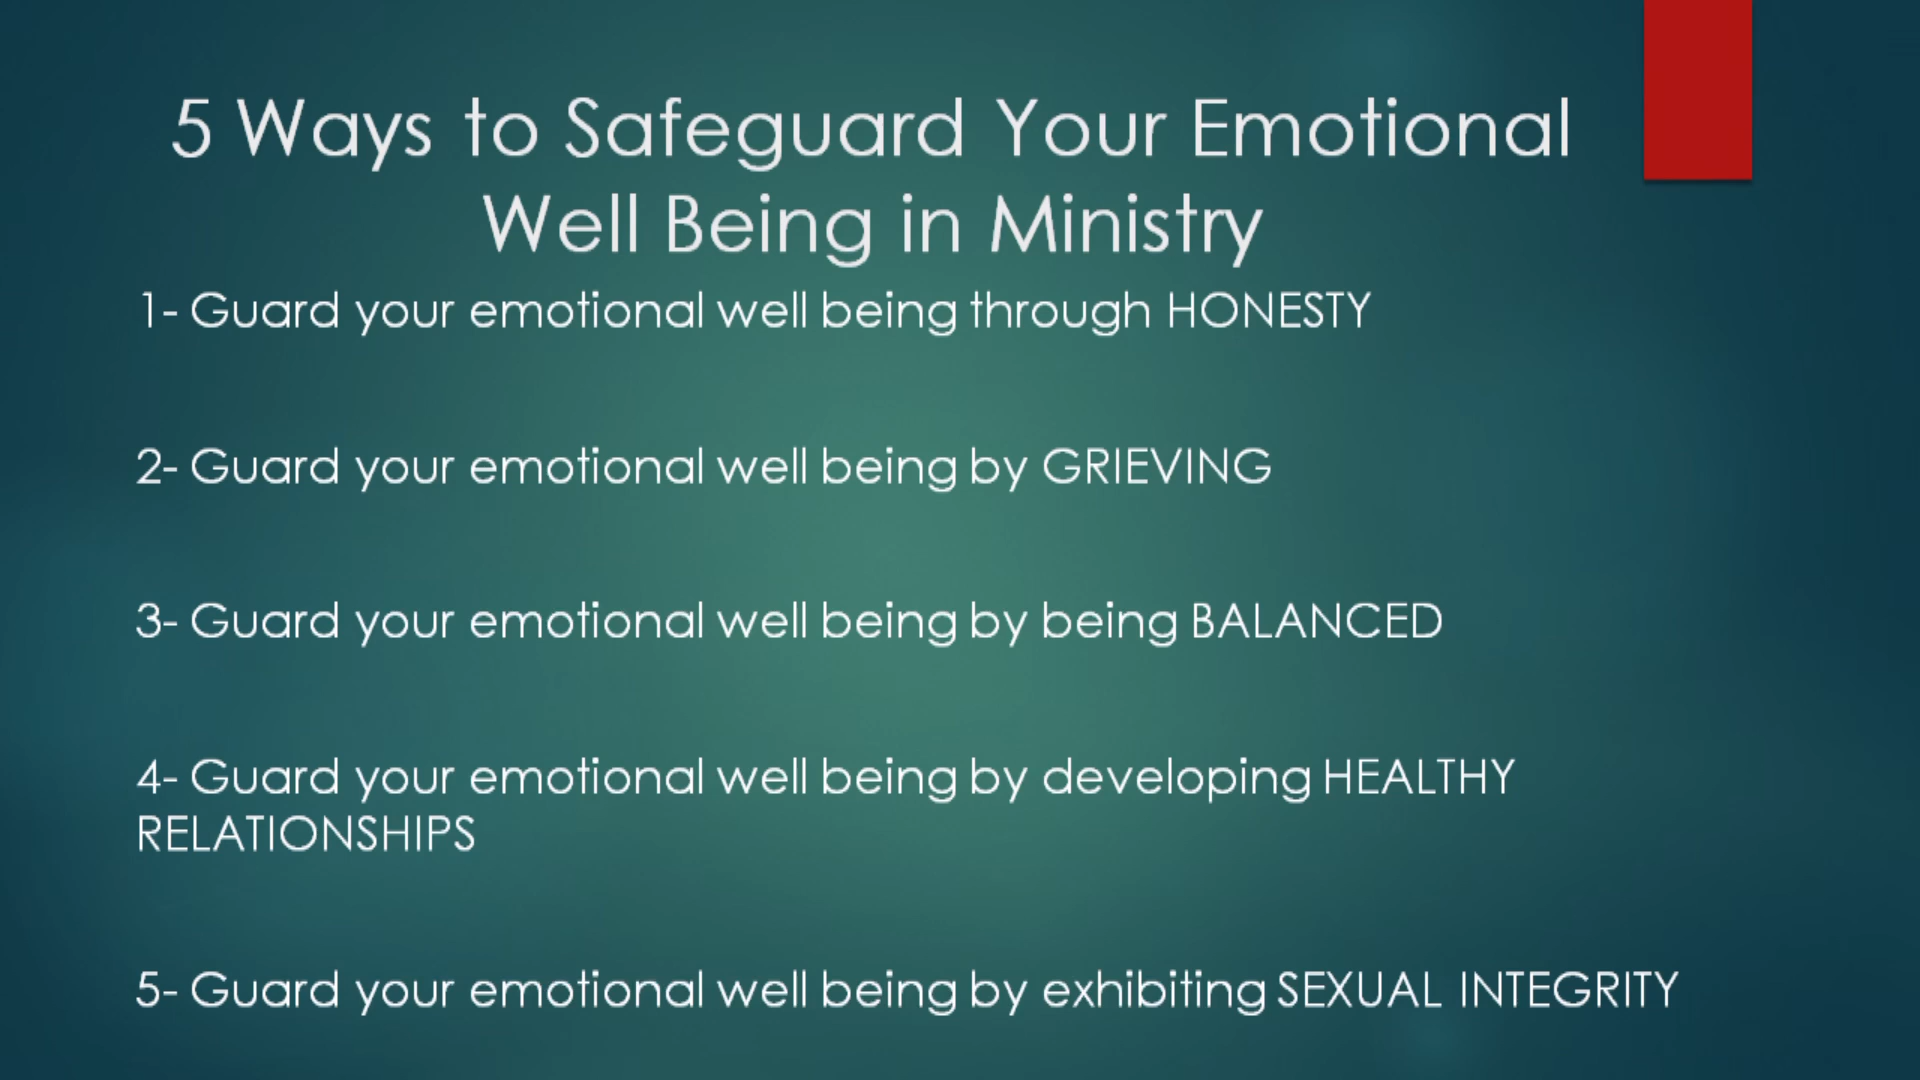 5 Ways to Safeguard Your Emotional
Well Being in Ministry
1- Guard your emotional well being through HONESTY
2- Guard your emotional well being by GRIEVING
3- Guard your emotional well being by being BALANCED
4- Guard your emotional well being by developing HEALTHY
RELATIONSHIPS
5- Guard your emotional well being by exhibiting SEXUAL INTEGRITY